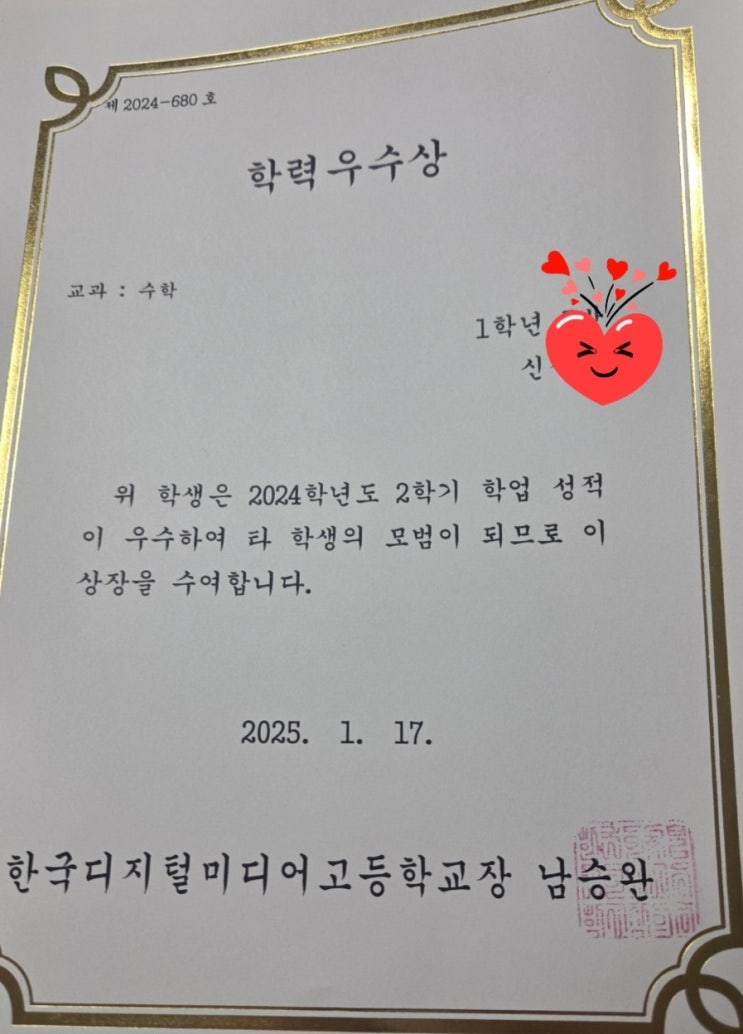 제 2024-680 호
학력우수상
교과 : 수학
1학년
신
위 학생은 2024학년도 2학기 학업 성적
이 우수하여 타 학생의 모범이 되므로 이
상장을 수여합니다.
2025. 1. 17.
한국디지털미디어고등학교장 남승완